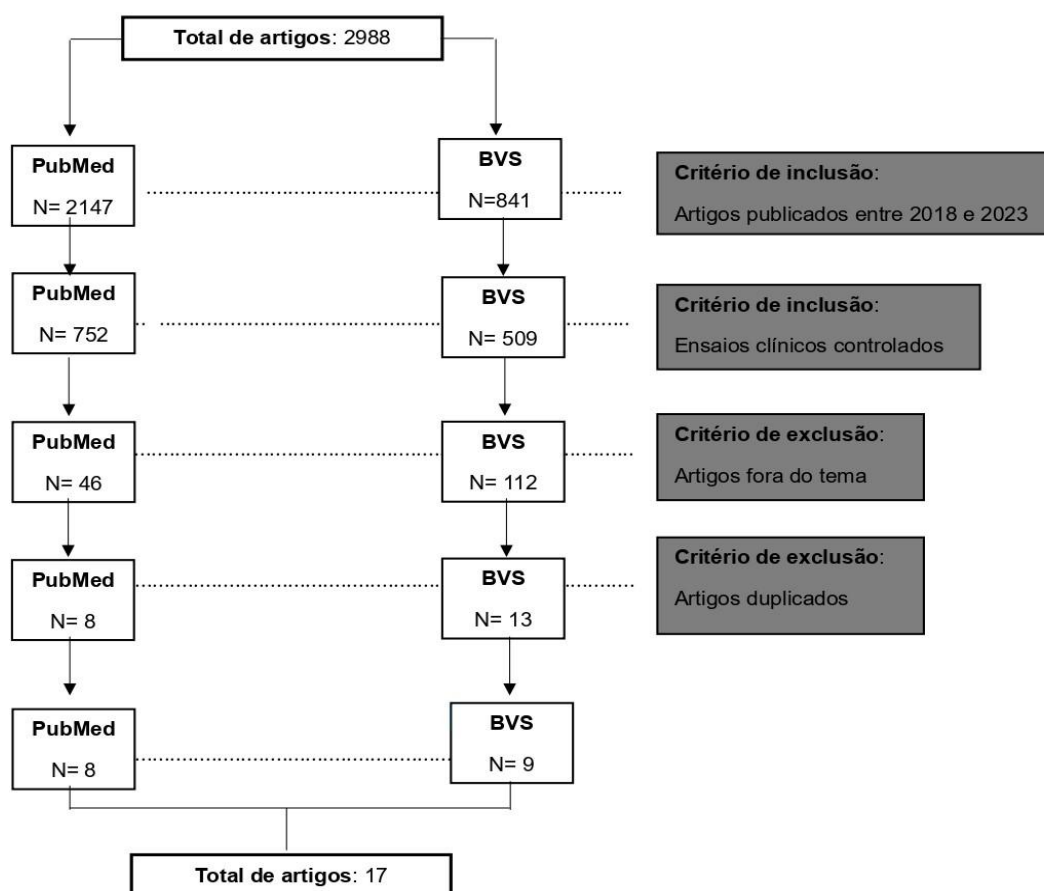 Total de artigos: 2988
PubMed
N= 2147
BVS
N=841
Critério de inclusão:
Artigos publicados entre 2018 e 2023
PubMed
N= 752
BVS
N= 509
Critério de inclusão:
Ensaios clínicos controlados
PubMed
N= 46
BVS
N= 112
Critério de exclusão:
Artigos fora do tema
PubMed
N= 8
BVS
N= 13
Critério de exclusão:
Artigos duplicados
PubMed
N= 8
BVS
N= 9
Total de artigos: 17